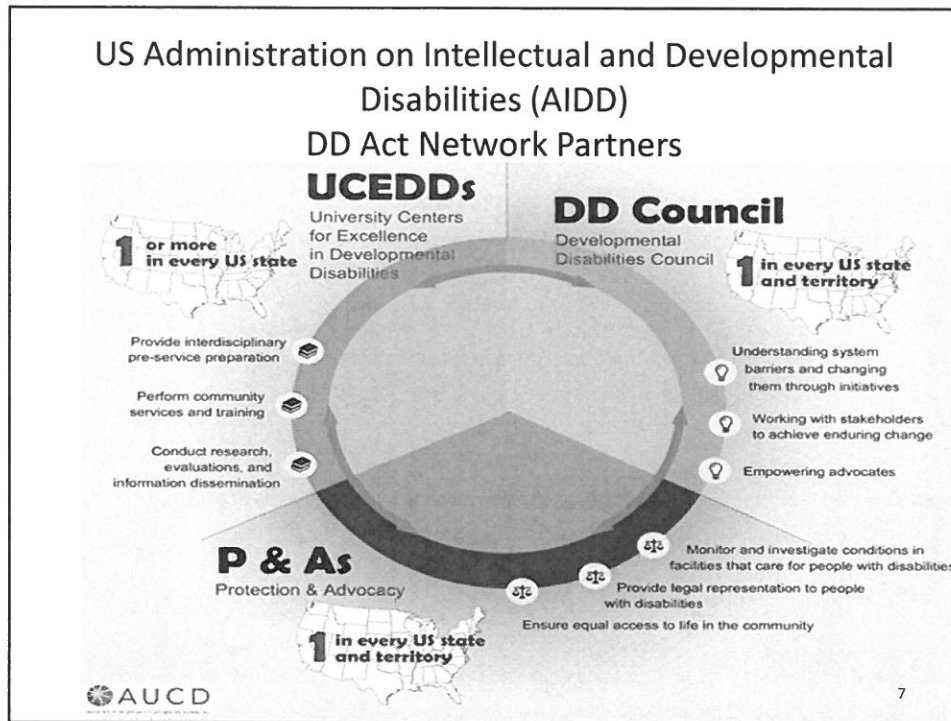 US Administration on Intellectual and Developmental
Disabilities (AIDD)
DD Act Network Partners
UCEDDs
University Centers
for Excellence
in Developmental
Disabilities
1 or more
in every US state
Provide interdisciplinary
pre-service preparation
Perform community
services and training
Conduct research,
evaluations, and
information dissemination
DD Council
Developmental
Disabilities Council
1 in every US state
and territory
Understanding system
barriers and changing
them through initiatives
Working with stakeholders
to achieve enduring change
Empowering advocates
P & As
Protection & Advocacy
1 in every US state
and territory
Monitor and investigate conditions in
facilities that care for people with disabilities
Provide legal representation to people
with disabilities
Ensure equal access to life in the community
AUCD
7